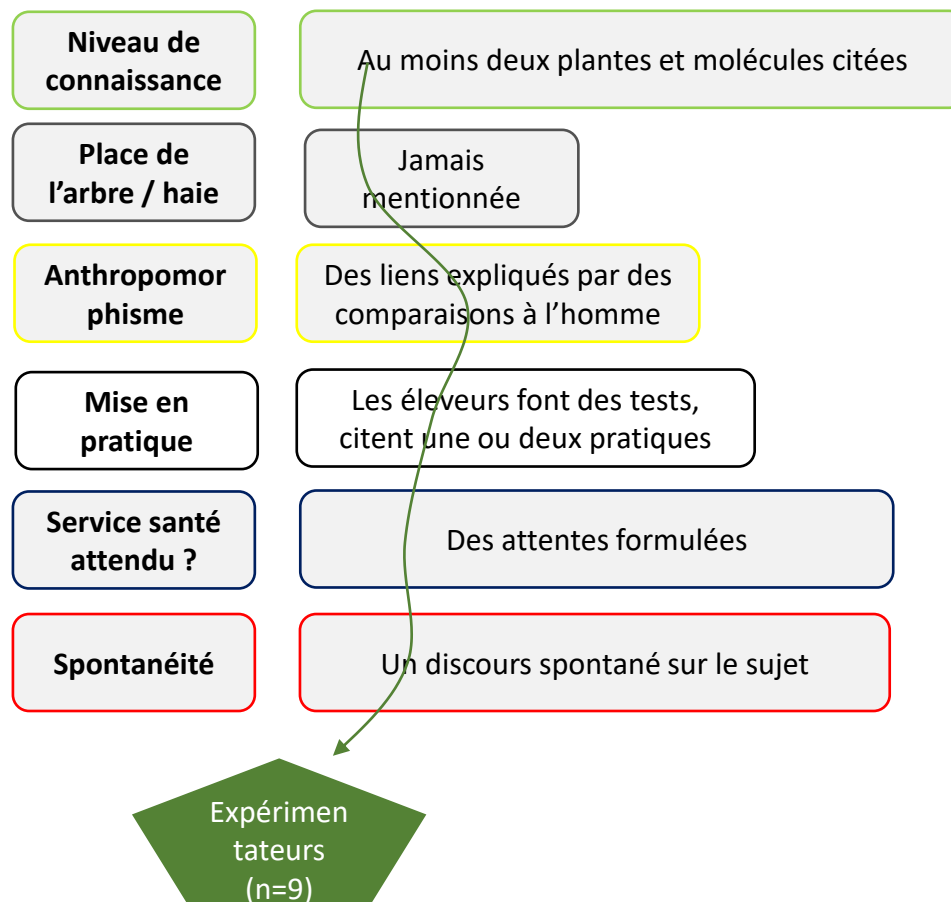 Niveau de
connaissance
Au moins deux plantes et molécules citées
Place de
l'arbre / haie
Jamais
mentionnée
Anthropomor
phisme
Des liens expliqués par des
comparaisons à l'homme
Mise en
pratique
Les éleveurs font des tests,
citent une ou deux pratiques
Service santé
attendu ?
Des attentes formulées
Spontanéité
Un discours spontané sur le sujet
Expérimen
tateurs
(n=9)